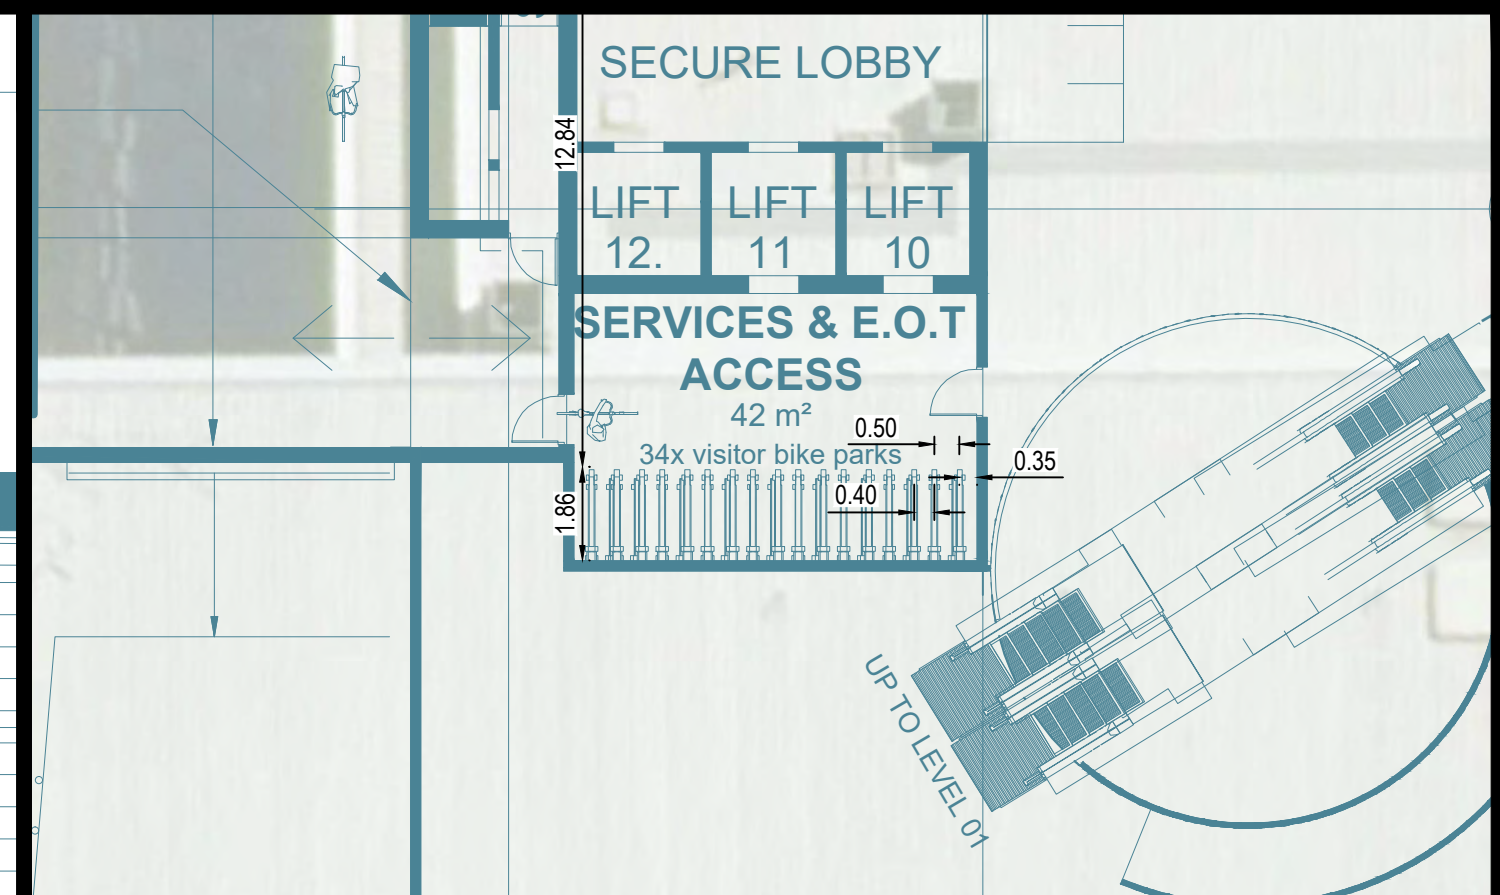 SECURE LOBBY
12.84
LIFT
12.
LIFT
11
LIFT
10
SERVICES & E.O.T
ACCESS
42 m²
0.50
34x visitor bike parks
0.35
0.40
1.86
UP TO LEVEL 01